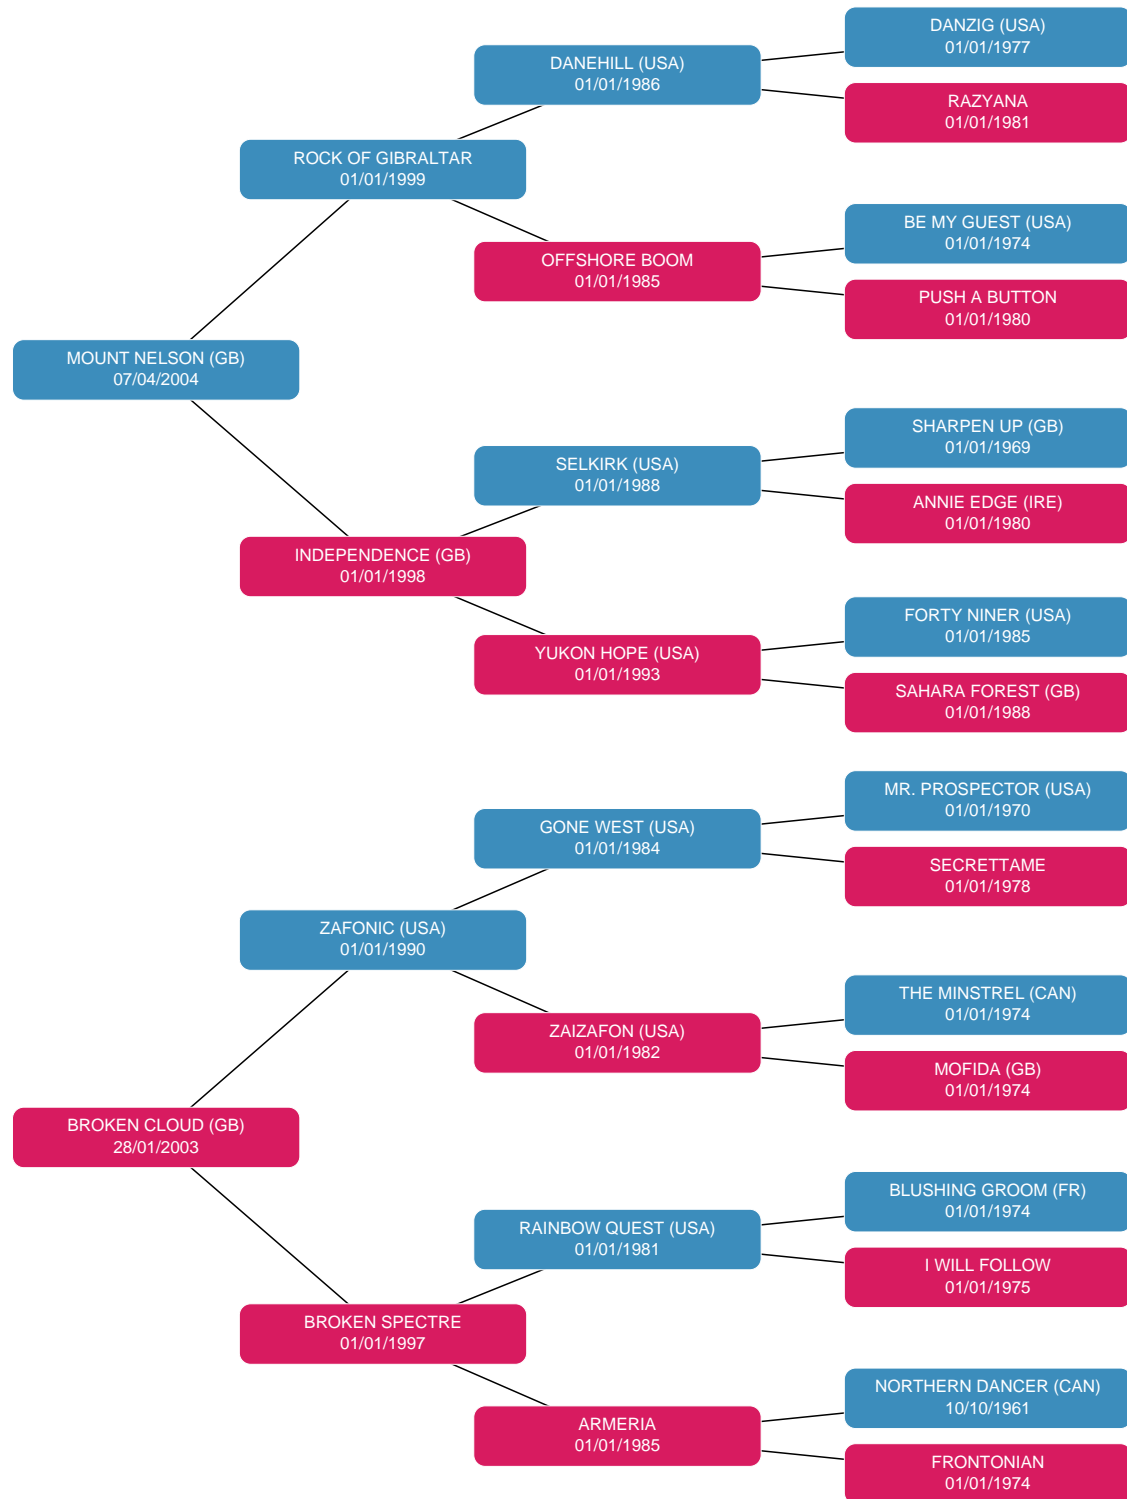 DANZIG (USA)
01/01/1977
DANEHILL (USA)
01/01/1986
RAZYANA
01/01/1981
ROCK OF GIBRALTAR
01/01/1999
BE MY GUEST (USA)
01/01/1974
OFFSHORE BOOM
01/01/1985
PUSH A BUTTON
01/01/1980
MOUNT NELSON (GB)
07/04/2004
SHARPEN UP (GB)
01/01/1969
SELKIRK (USA)
01/01/1988
ANNIE EDGE (IRE)
01/01/1980
INDEPENDENCE (GB)
01/01/1998
FORTY NINER (USA)
01/01/1985
YUKON HOPE (USA)
01/01/1993
SAHARA FOREST (GB)
01/01/1988
MR. PROSPECTOR (USA)
01/01/1970
GONE WEST (USA)
01/01/1984
SECRETTAME
01/01/1978
ZAFONIC (USA)
01/01/1990
THE MINSTREL (CAN)
01/01/1974
ZAIZAFON (USA)
01/01/1982
MOFIDA (GB)
01/01/1974
BROKEN CLOUD (GB)
28/01/2003
BLUSHING GROOM (FR)
01/01/1974
RAINBOW QUEST (USA)
01/01/1981
I WILL FOLLOW
01/01/1975
BROKEN SPECTRE
01/01/1997
NORTHERN DANCER (CAN)
10/10/1961
ARMERIA
01/01/1985
FRONTONIAN
01/01/1974